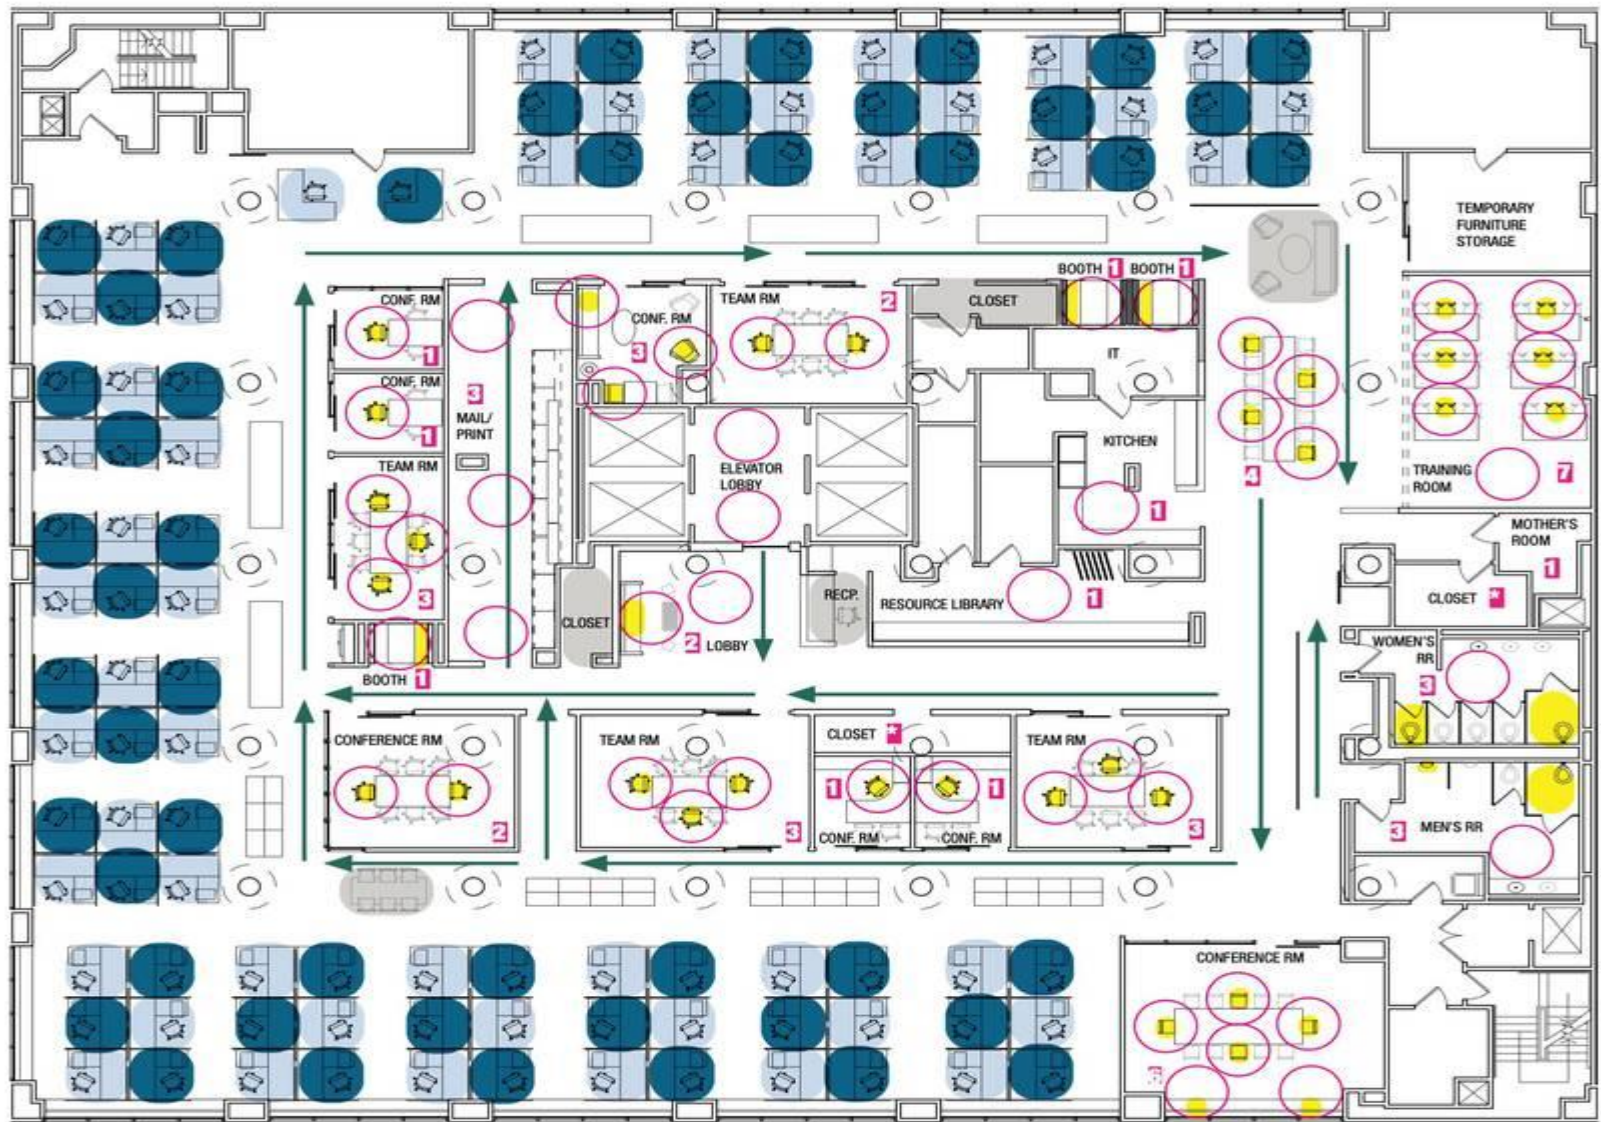 TEMPORARY
FURNITURE
STORAGE
BOOTH 1
BOOTH 1
CONF. RM
1
CONF. RM
3
TEAM RM
2
CLOSET
IT
CONF. RM
1
3
MAIL/
PRINT
TEAM RM
3
ELEVATOR
LOBBY
KITCHEN
1
4
TRAINING
ROOM
7
MOTHER'S
ROOM
1
CLOSET *
CLOSET
2 LOBBY
RECP.
RESOURCE LIBRARY
1
WOMEN'S
RR
3
BOOTH 1
CONFERENCE RM
2
TEAM RM
3
CLOSET *
1
CONF. RM
1
CONF. RM
TEAM RM
3
3 MEN'S RR
CONFERENCE RM